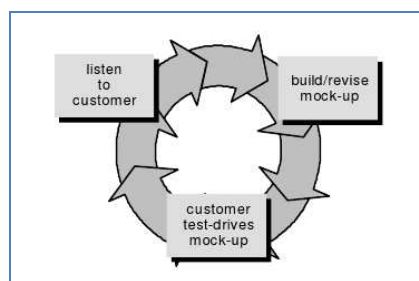 listen
to
customer
build/revise
mock-up
customer
test-drives
mock-up